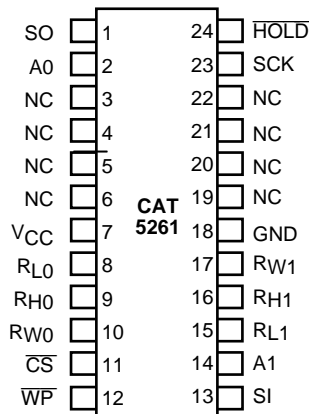 SO 1 24 HOLD
A0 2 23 SCK
NC 3 22 NC
NC 4 21 NC
NC 5 20 NC
NC 6 19 NC
CAT
5261
VCC 7 18 GND
RL0 8 17 RW1
RH0 9 16 RH1
RW0 10 15 RL1
CS 11 14 A1
WP 12 13 SI